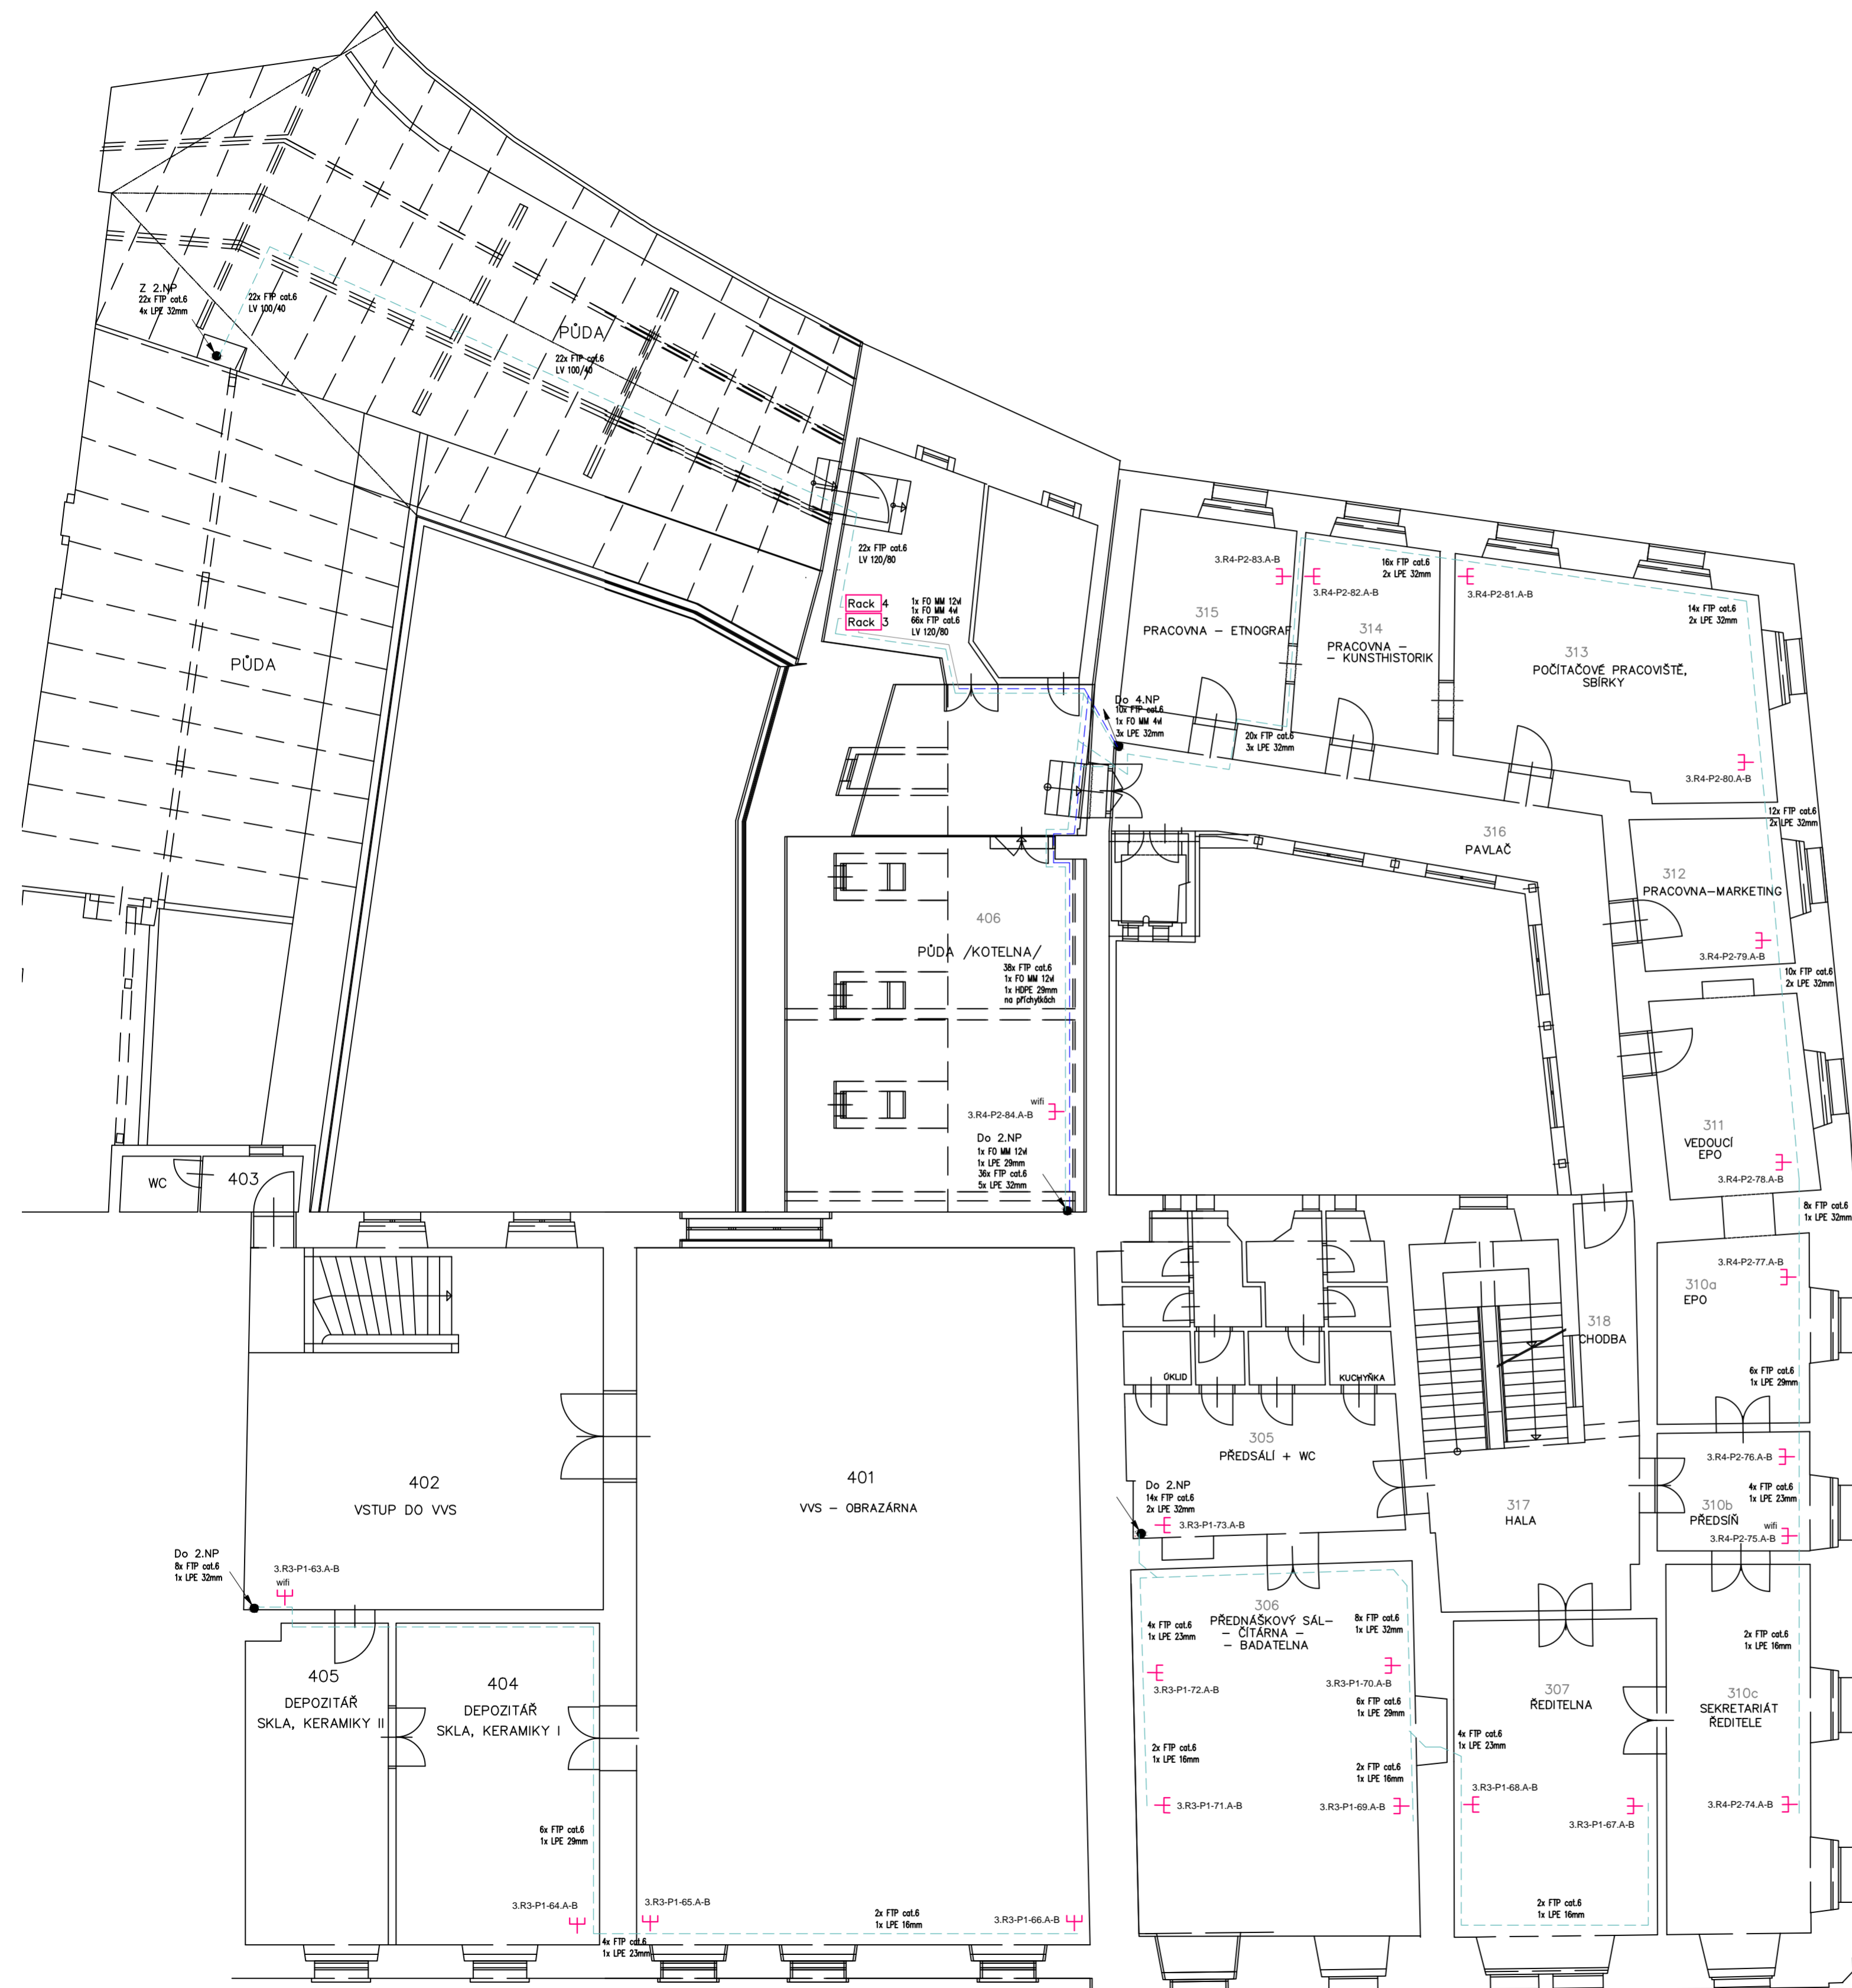 Z 2.NP
22x FTP cat.6
4x LPE 32mm
22x FTP cat.6
LV 100/40
PŮDA
22x FTP cat.6
LV 100/40
PŮDA
22x FTP cat.6
LV 120/80
Rack 4
Rack 3
1x FO MM 12vl
1x FO MM 4vl
66x FTP cat.6
LV 120/80
3.R4-P2-83.A-B
315
PRACOVNA - ETNOGRAF
3.R4-P2-82.A-B
16x FTP cat.6
2x LPE 32mm
314
PRACOVNA -
- KUNSTHISTORIK
3.R4-P2-81.A-B
14x FTP cat.6
2x LPE 32mm
313
POČÍTAČOVÉ PRACOVIŠTĚ,
SBÍRKY
Do 4.NP
10x FTP cat.6
1x FO MM 4vl
3x LPE 32mm
20x FTP cat.6
3x LPE 32mm
3.R4-P2-80.A-B
12x FTP cat.6
2x LPE 32mm
316
PAVLAČ
312
PRACOVNA-MARKETING
3.R4-P2-79.A-B
10x FTP cat.6
2x LPE 32mm
406
PŮDA /KOTELNA/
38x FTP cat.6
1x FO MM 12vl
1x HDPE 29mm
na příchytkách
wifi
3.R4-P2-84.A-B
Do 2.NP
1x FO MM 12vl
1x LPE 29mm
36x FTP cat.6
5x LPE 32mm
311
VEDOUCÍ
EPO
3.R4-P2-78.A-B
8x FTP cat.6
1x LPE 32mm
WC
403
3.R4-P2-77.A-B
310a
EPO
318
CHODBA
6x FTP cat.6
1x LPE 29mm
ÚKLID
KUCHYŇKA
305
PŘEDSÁLÍ + WC
3.R4-P2-76.A-B
4x FTP cat.6
1x LPE 23mm
310b
PŘEDSÍŇ
wifi
3.R4-P2-75.A-B
317
HALA
402
VSTUP DO VVS
401
VVS - OBRAZÁRNA
Do 2.NP
14x FTP cat.6
2x LPE 32mm
3.R3-P1-73.A-B
Do 2.NP
8x FTP cat.6
1x LPE 32mm
3.R3-P1-63.A-B
wifi
306
PŘEDNÁŠKOVÝ SÁL-
- ČÍTÁRNA -
- BADATELNA
4x FTP cat.6
1x LPE 23mm
8x FTP cat.6
1x LPE 32mm
3.R3-P1-72.A-B
3.R3-P1-70.A-B
6x FTP cat.6
1x LPE 29mm
2x FTP cat.6
1x LPE 16mm
405
DEPOZITÁŘ
SKLA, KERAMIKY II
404
DEPOZITÁŘ
SKLA, KERAMIKY I
307
ŘEDITELNA
310c
SEKRETARIÁT
ŘEDITELE
4x FTP cat.6
1x LPE 23mm
2x FTP cat.6
1x LPE 16mm
2x FTP cat.6
1x LPE 16mm
3.R3-P1-71.A-B
3.R3-P1-69.A-B
3.R3-P1-68.A-B
3.R3-P1-67.A-B
3.R4-P2-74.A-B
6x FTP cat.6
1x LPE 29mm
3.R3-P1-64.A-B
3.R3-P1-65.A-B
2x FTP cat.6
1x LPE 16mm
3.R3-P1-66.A-B
2x FTP cat.6
1x LPE 16mm
4x FTP cat.6
1x LPE 23mm